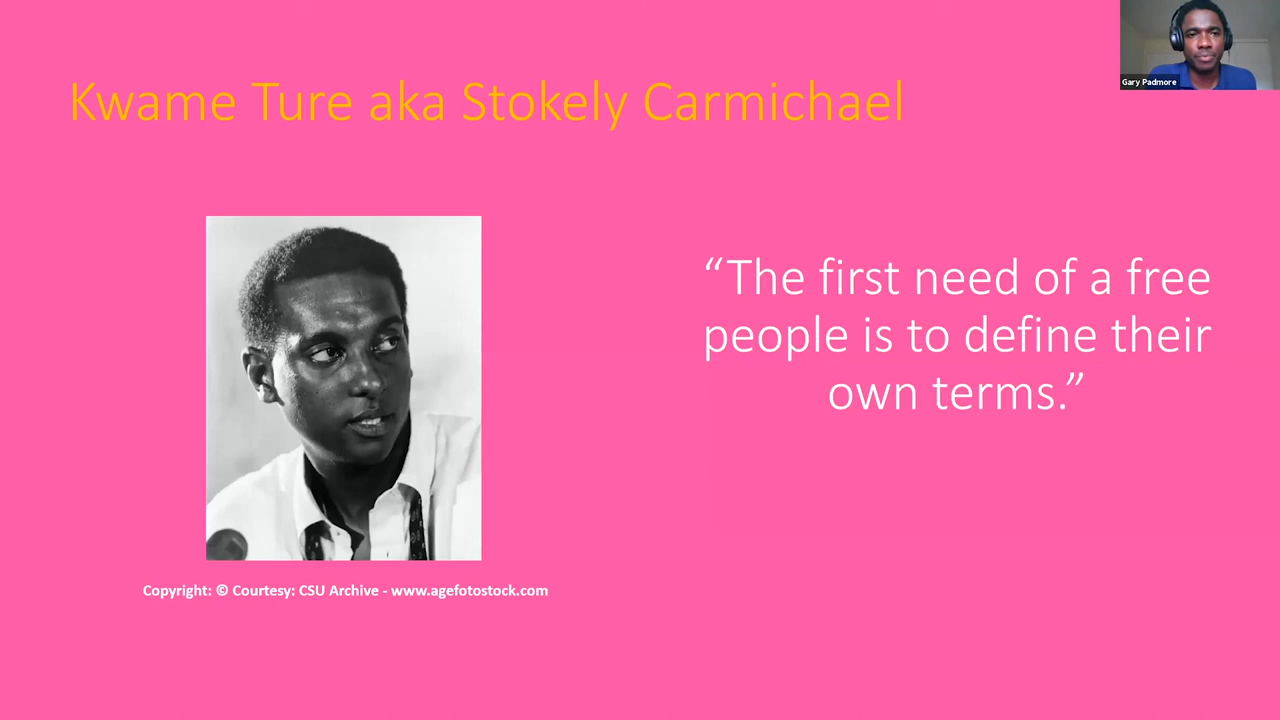 Gary Padmore
Kwame Ture aka Stokely Carmichael
“The first need of a free
people is to define their
own terms.”
Copyright: © Courtesy: CSU Archive - www.agefotostock.com